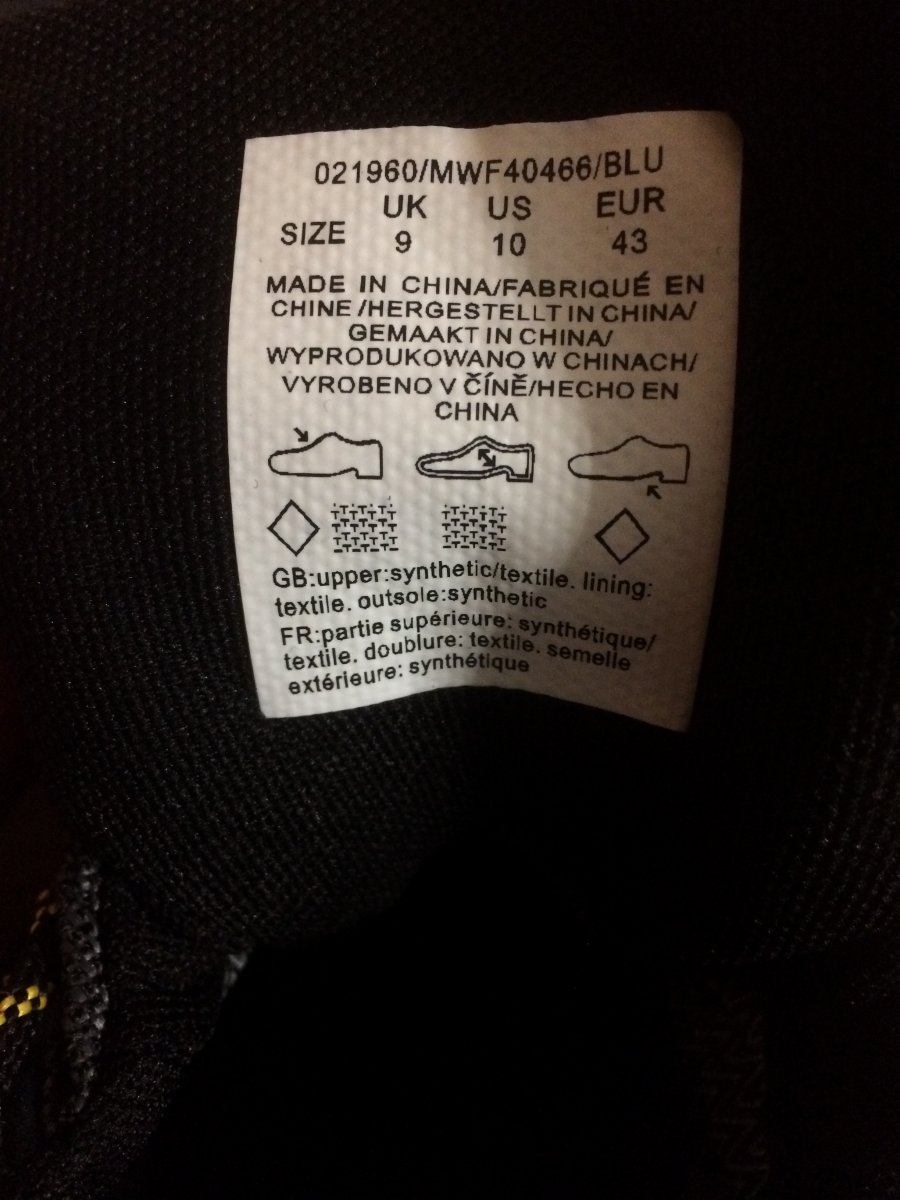 021960/MWF40466/BLU
UK US EUR
SIZE 9 10 43
MADE IN CHINA/FABRIQUÉ EN
CHINE /HERGESTELLT IN CHINA/
GEMAAKT IN CHINA/
WYPRODUKOWANO W CHINACH/
VYROBENO V ČÍNĚ/HECHO EN
CHINA
GB:upper:synthetic/textile. lining:
textile. outsole:synthetic
FR:partie supérieure: synthétique/
textile. doublure: textile. semelle
extérieure: synthétique